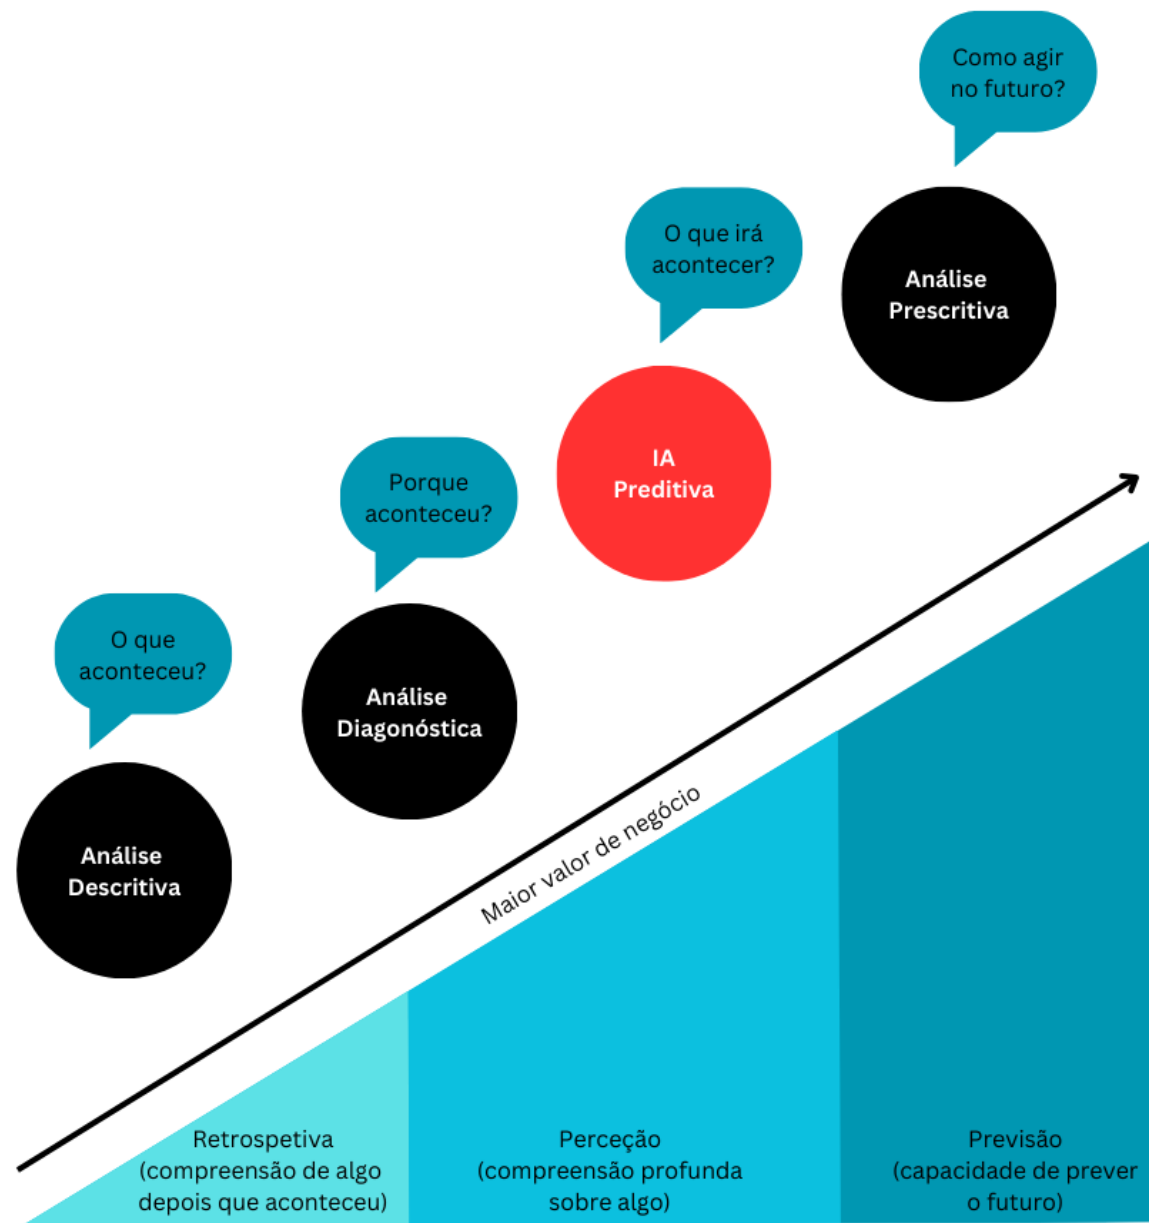 Como agir
no futuro?
Análise
Prescritiva
O que irá
acontecer?
IA
Preditiva
Porque
aconteceu?
Análise
Diagonóstica
O que
aconteceu?
Análise
Descritiva
Maior valor de negócio
Retrospetiva
(compreensão de algo
depois que aconteceu)
Perceção
(compreensão profunda
sobre algo)
Previsão
(capacidade de prever
o futuro)